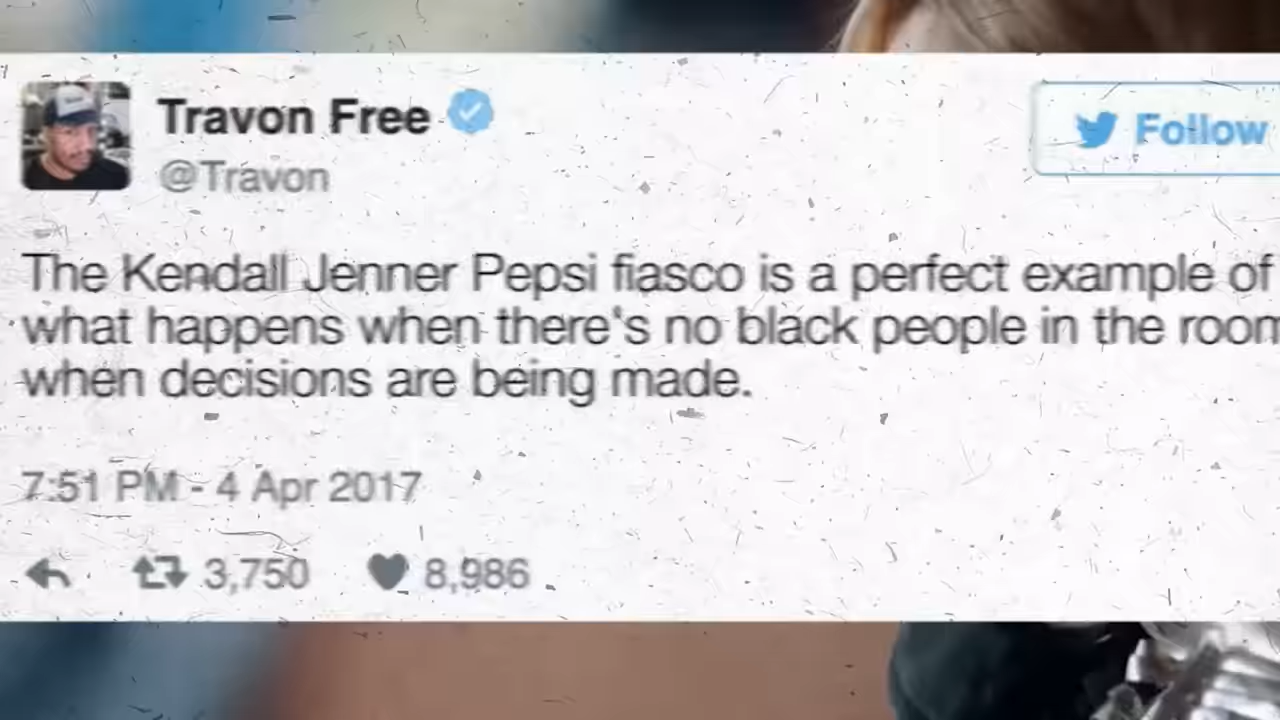 Travon Free
@Travon
Follow
The Kendall Jenner Pepsi fiasco is a perfect example of
what happens when there's no black people in the room
when decisions are being made.
7:51 PM - 4 Apr 2017
3,750 8,986